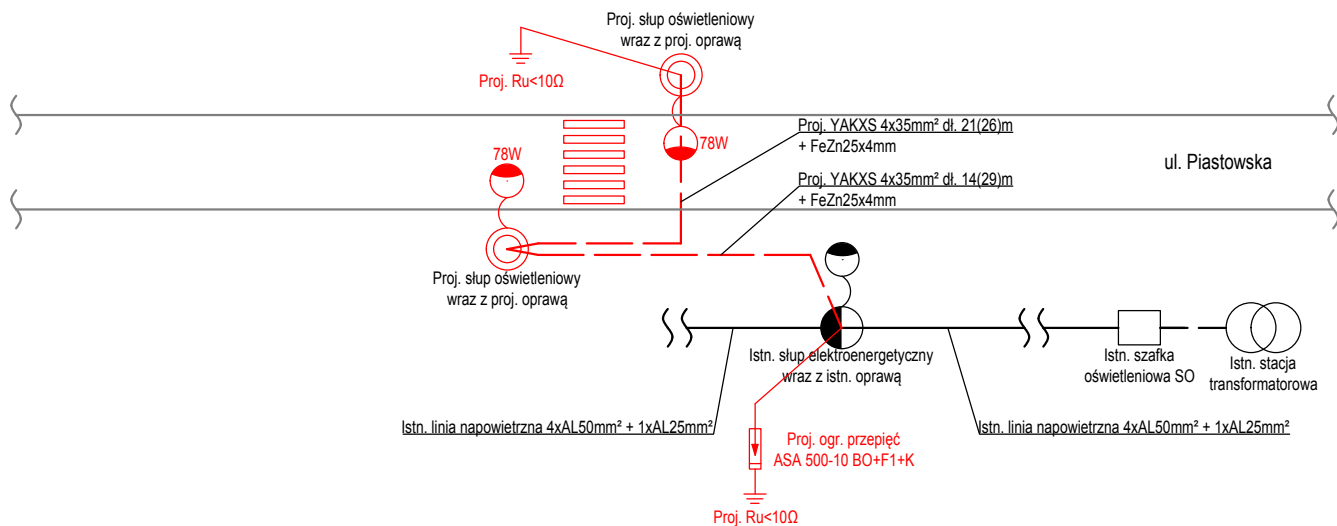 Proj. słup oświetleniowy
wraz z proj. oprawą
Proj. Ru<10Ω
Proj. YAKXS 4x35mm² dł. 21(26)m
+ FeZn25x4mm
78W
78W
ul. Piastowska
Proj. YAKXS 4x35mm² dł. 14(29)m
+ FeZn25x4mm
Proj. słup oświetleniowy
wraz z proj. oprawą
Istn. słup elektroenergetyczny
wraz z istn. oprawą
Istn. szafka
oświetleniowa SO
Istn. stacja
transformatorowa
Istn. linia napowietrzna 4xAL50mm² + 1xAL25mm²
Istn. linia napowietrzna 4xAL50mm² + 1xAL25mm²
Proj. ogr. przepięć
ASA 500-10 BO+F1+K
Proj. Ru<10Ω